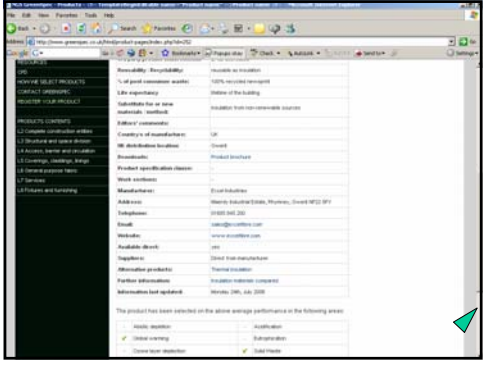 File Edit View Favorites Tools Help
Back Search Favorites
Address http://www.greenspec.co.uk/html/product-pages/index.php?id=252 Go
Google Bookmarks Popups okay Check AutoLink Send to Settings
RESOURCES
CPD
HOW WE SELECT PRODUCTS
CONTACT GREENSPEC
REGISTER YOUR PRODUCT
PRODUCTS CONTENTS
L2 Complete construction entities
L3 Structural and space division
L4 Access, barrier and circulation
L5 Coverings, claddings, linings
L6 General purpose fabric
L7 Services
L8 Fixtures and furnishing
Reusability / Recyclability: reusable as insulation
% of post consumer waste: 100% recycled newsprint
Life expectancy lifetime of the building
Substitute for or new materials / method: insulation from non-renewable sources
Editors' comments:
Country/s of manufacture: UK
UK distribution location: Gwent
Downloads: Product brochure
Product specification clause: -
Work sections: -
Manufacturer: Excel Industries
Address: Rhymney, Gwent NP22 5PY
Telephone: 01685 845 200
Email: sales@excelfibre.com
Website: www.excelfibre.com
Available direct: yes
Suppliers: Direct from manufacturer
Alternative products: Thermal insulation
Further information: Insulation materials compared
Information last updated: Monday 24th, July 2006
The product has been selected on the above average performance in the following areas:
- Abiotic depletion - Acidification
✓ Global warming - Eutrophication
- Ozone layer depletion ✓ Solid Waste